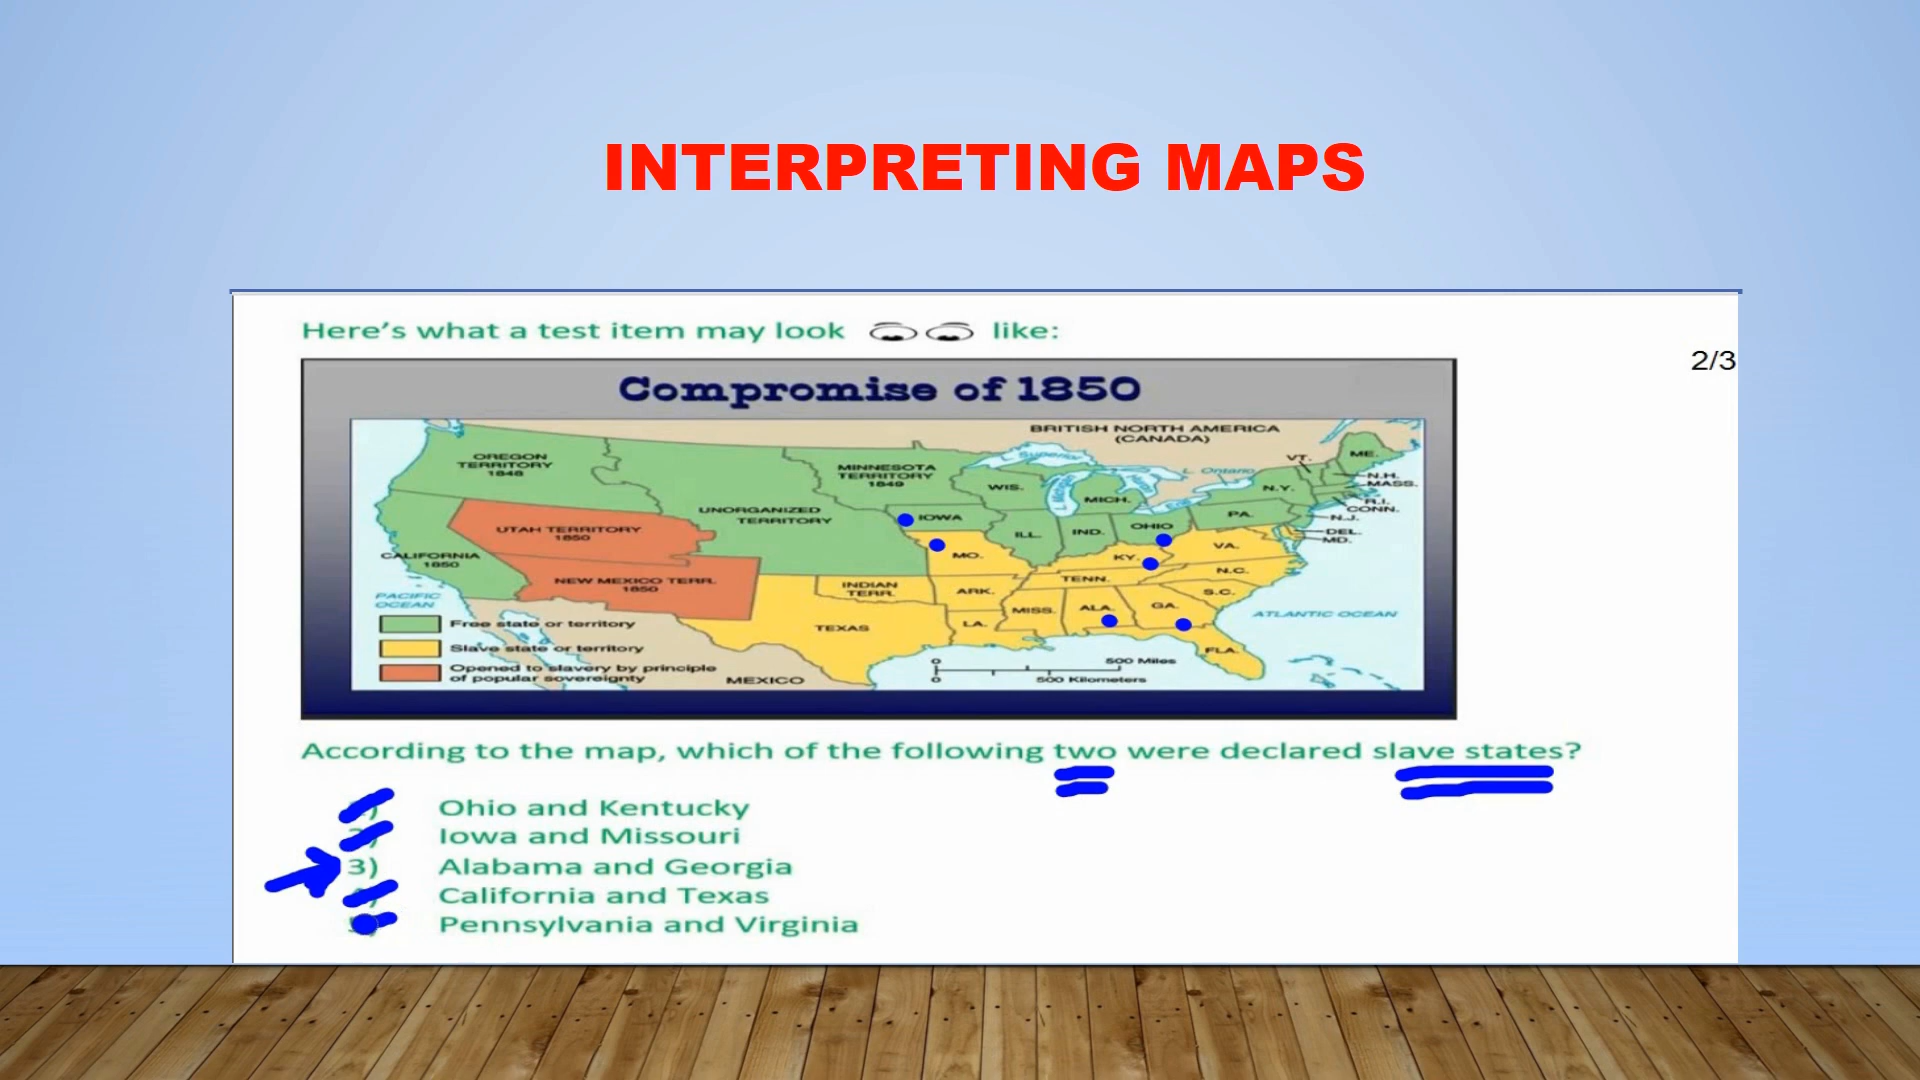 INTERPRETING MAPS
Here's what a test item may look like:
2/3
Compromise of 1850
BRITISH NORTH AMERICA
(CANADA)
OREGON
TERRITORY
1848
MINNESOTA
TERRITORY
1849
L. Superior
L. Ontario
VT.
ME.
N.H.
MASS.
R.I.
CONN.
N.J.
DEL.
MD.
WIS.
MICH.
N.Y.
PA.
UNORGANIZED
TERRITORY
IOWA
ILL.
IND.
OHIO
UTAH TERRITORY
1850
CALIFORNIA
1850
MO.
KY.
VA.
N.C.
NEW MEXICO TERR.
1850
INDIAN
TERR.
ARK.
TENN.
S.C.
PACIFIC
OCEAN
MISS.
ALA.
GA.
ATLANTIC OCEAN
TEXAS
LA.
FLA.
Free state or territory
Slave state or territory
Opened to slavery by principle
of popular sovereignty
MEXICO
0 500 Miles
0 500 Kilometers
According to the map, which of the following two were declared slave states?
Ohio and Kentucky
Iowa and Missouri
3) Alabama and Georgia
California and Texas
Pennsylvania and Virginia